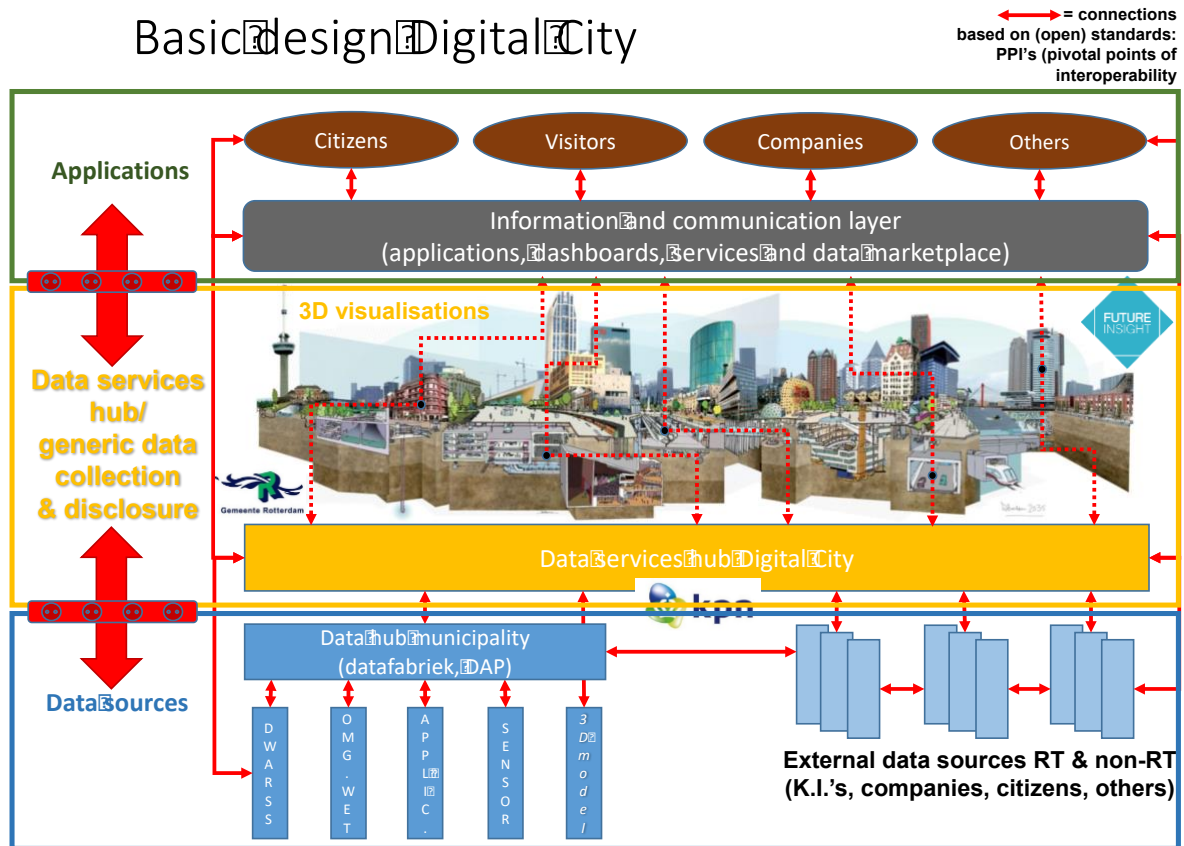 Basic design Digital City
= connections
based on (open) standards:
PPI's (pivotal points of
interoperability
Applications
Citizens
Visitors
Companies
Others
Information and communication layer
(applications, dashboards, services and data marketplace)
3D visualisations
FUTURE
INSIGHT
Data services
hub/
generic data
collection
& disclosure
Gemeente Rotterdam
Data services hub Digital City
kpn
Data hub municipality
(datafabriek, DAP)
Data sources
DWARSS
OMG.WET
APPLIC.
SENSOR
3D model
External data sources RT & non-RT
(K.I.'s, companies, citizens, others)